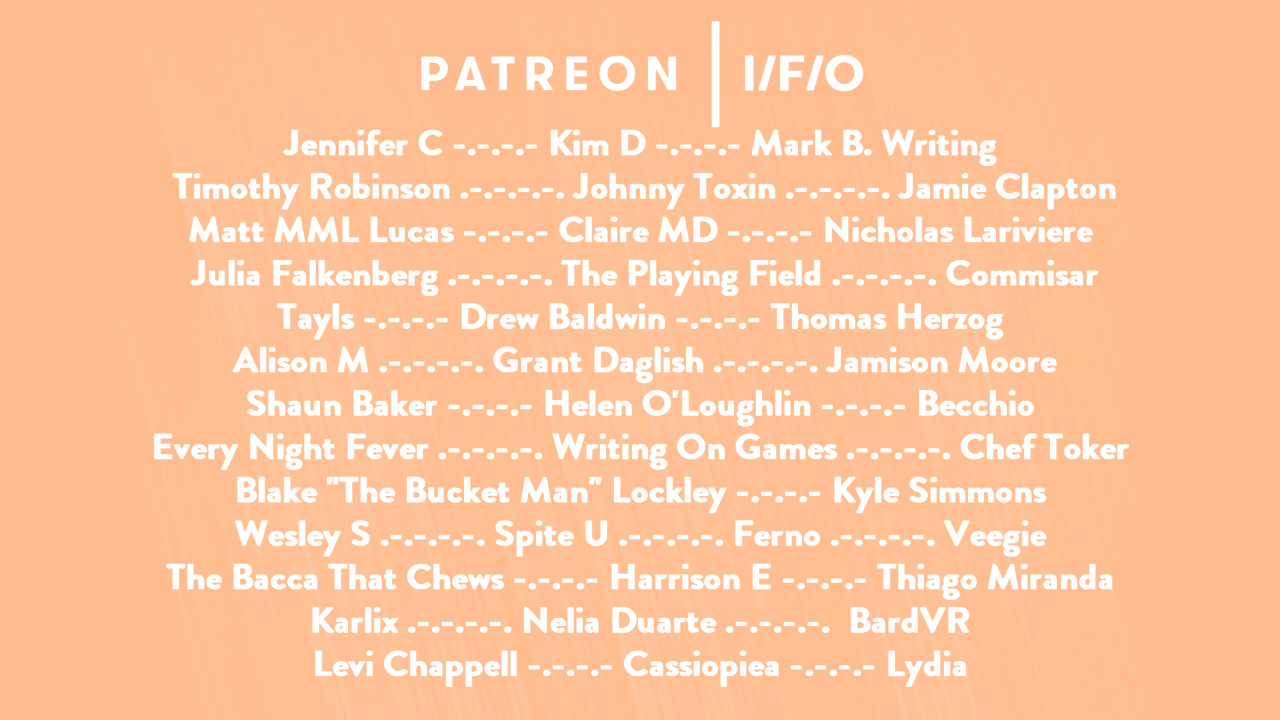 PATREON | I/F/O
Jennifer C -.-.-.- Kim D -.-.-.- Mark B. Writing
Timothy Robinson .-.-.-.-. Johnny Toxin .-.-.-.-. Jamie Clapton
Matt MML Lucas -.-.-.- Claire MD -.-.-.- Nicholas Lariviere
Julia Falkenberg .-.-.-.-. The Playing Field .-.-.-.-. Commisar
Tayls -.-.-.- Drew Baldwin -.-.-.- Thomas Herzog
Alison M .-.-.-.-. Grant Daglish .-.-.-.-. Jamison Moore
Shaun Baker -.-.-.- Helen O'Loughlin -.-.-.- Becchio
Every Night Fever .-.-.-.-. Writing On Games .-.-.-.-. Chef Toker
Blake "The Bucket Man" Lockley -.-.-.- Kyle Simmons
Wesley S .-.-.-.-. Spite U .-.-.-.-. Ferno .-.-.-.-. Veegie
The Bacca That Chews -.-.-.- Harrison E -.-.-.- Thiago Miranda
Karlix .-.-.-.-. Nelia Duarte .-.-.-.-. BardVR
Levi Chappell -.-.-.- Cassiopiea -.-.-.- Lydia